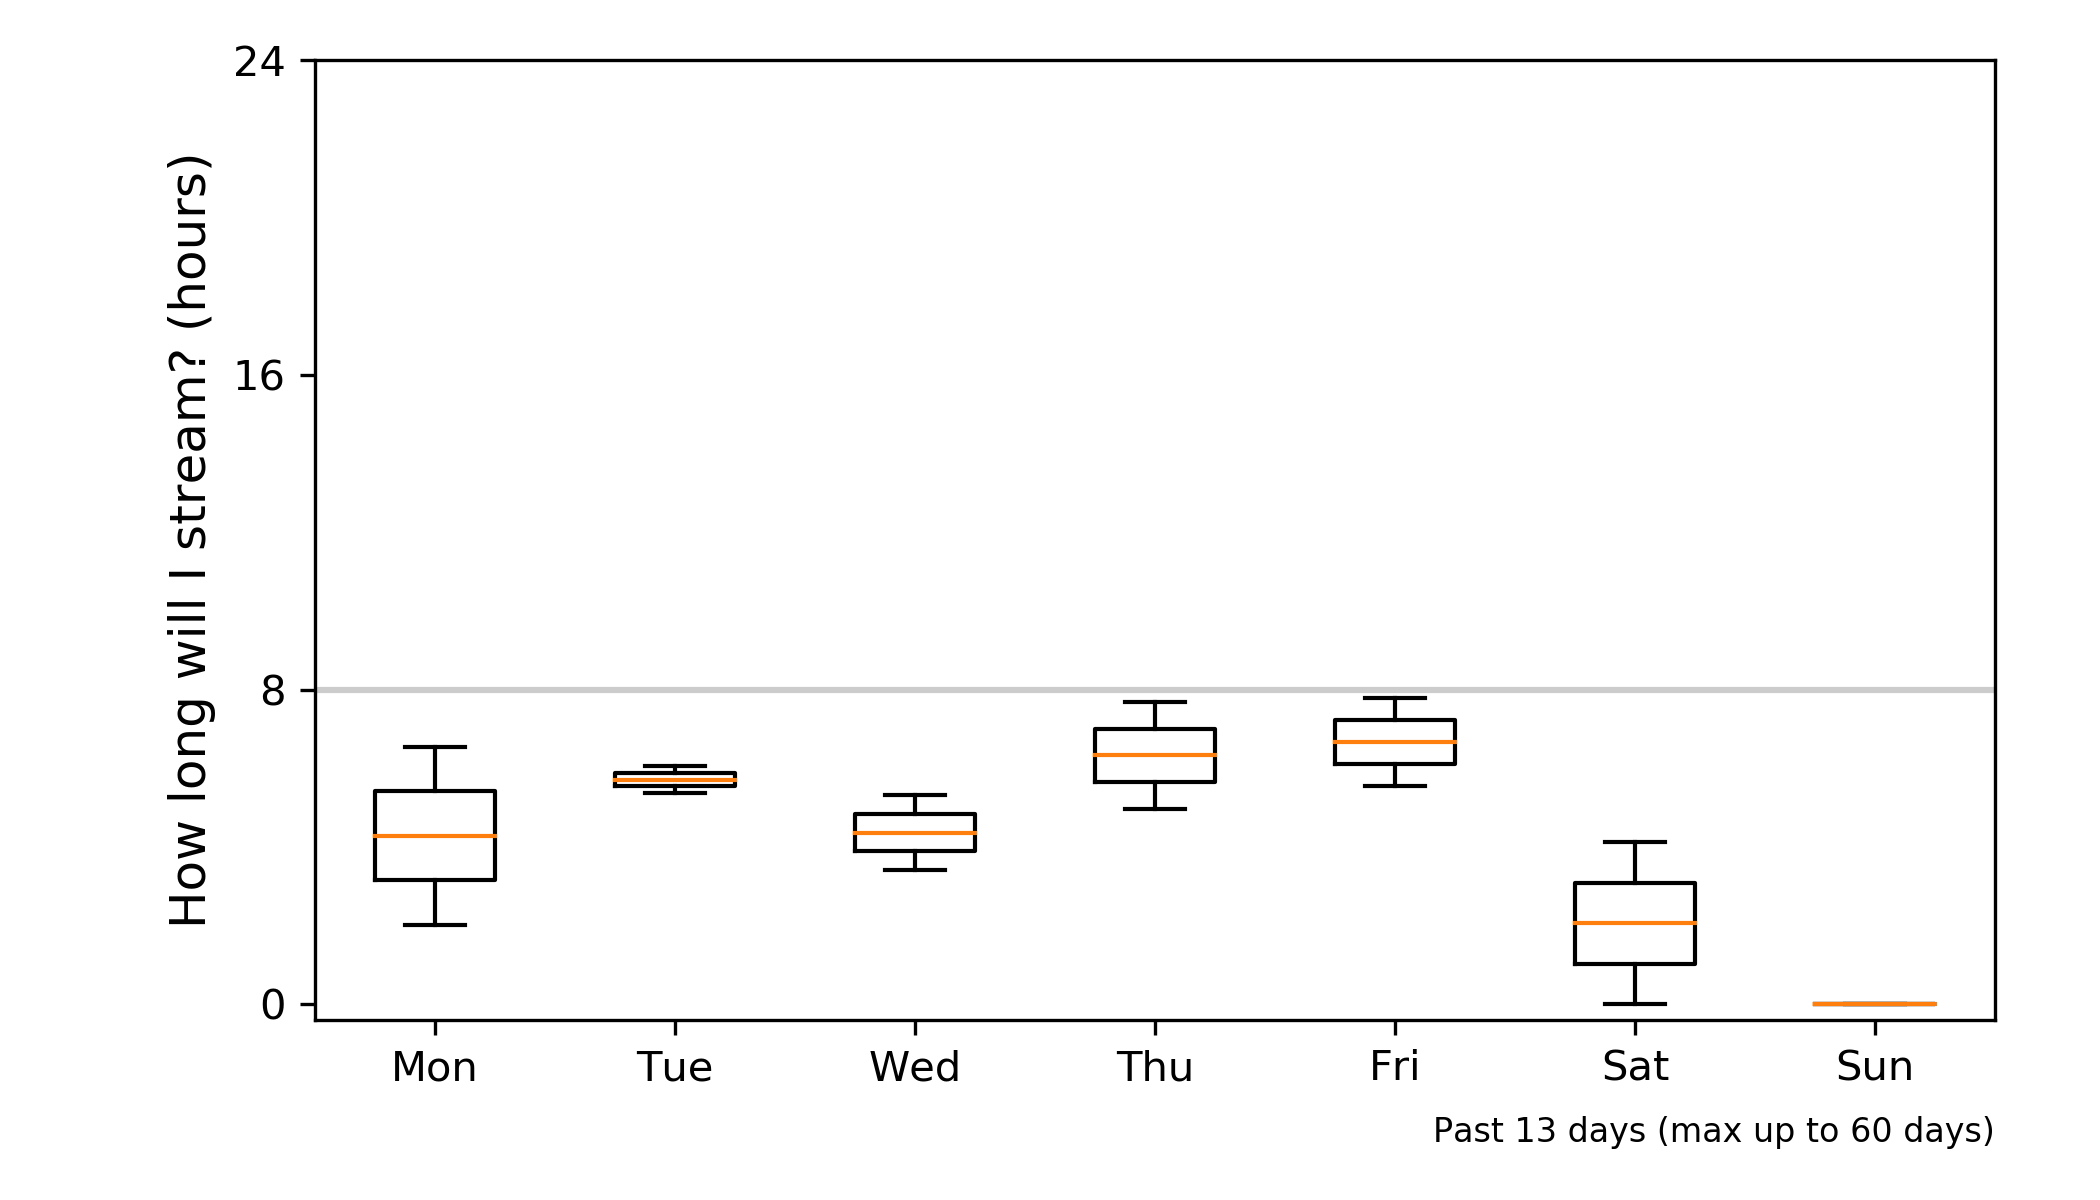 How long will I stream? (hours)
24
16
8
0
Mon Tue Wed Thu Fri Sat Sun
Past 13 days (max up to 60 days)